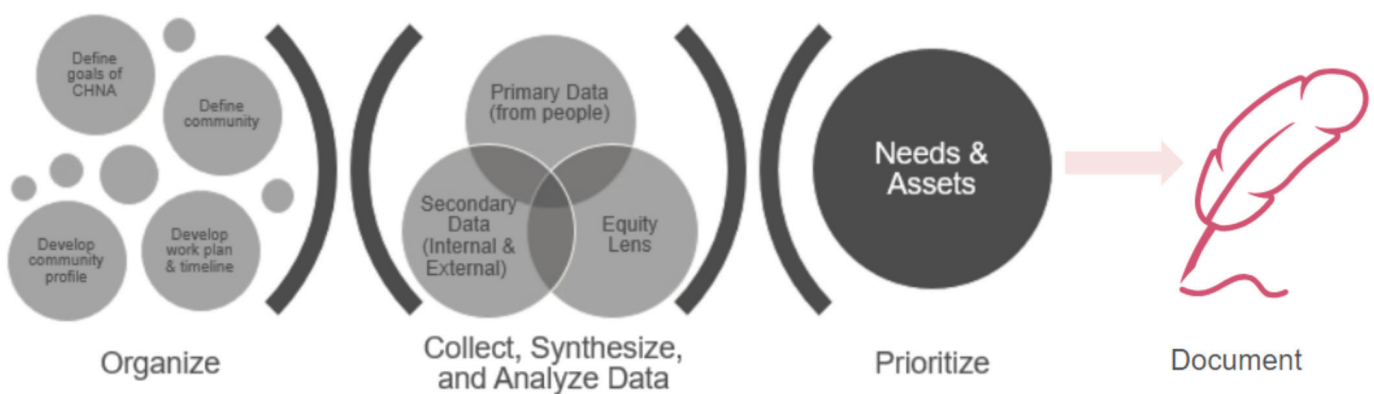 Define
goals of
CHNA
Define
community
Develop
community
profile
Develop
work plan
& timeline
Organize
Primary Data
(from people)
Secondary
Data
(Internal &
External)
Equity
Lens
Collect, Synthesize,
and Analyze Data
Needs &
Assets
Prioritize
Document